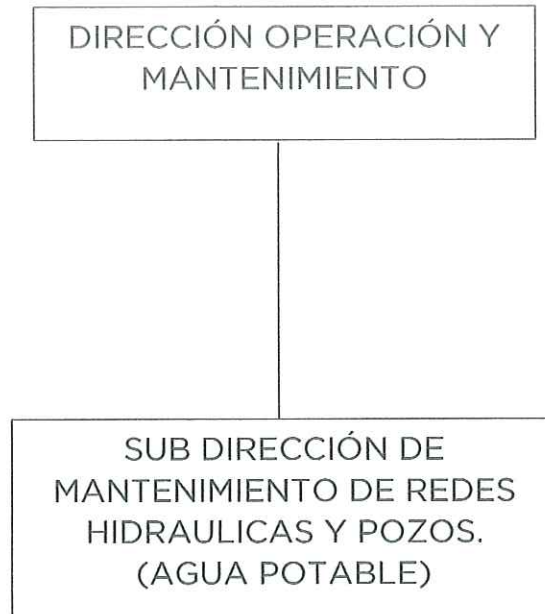 DIRECCIÓN OPERACIÓN Y
MANTENIMIENTO
SUB DIRECCIÓN DE
MANTENIMIENTO DE REDES
HIDRAULICAS Y POZOS.
(AGUA POTABLE)